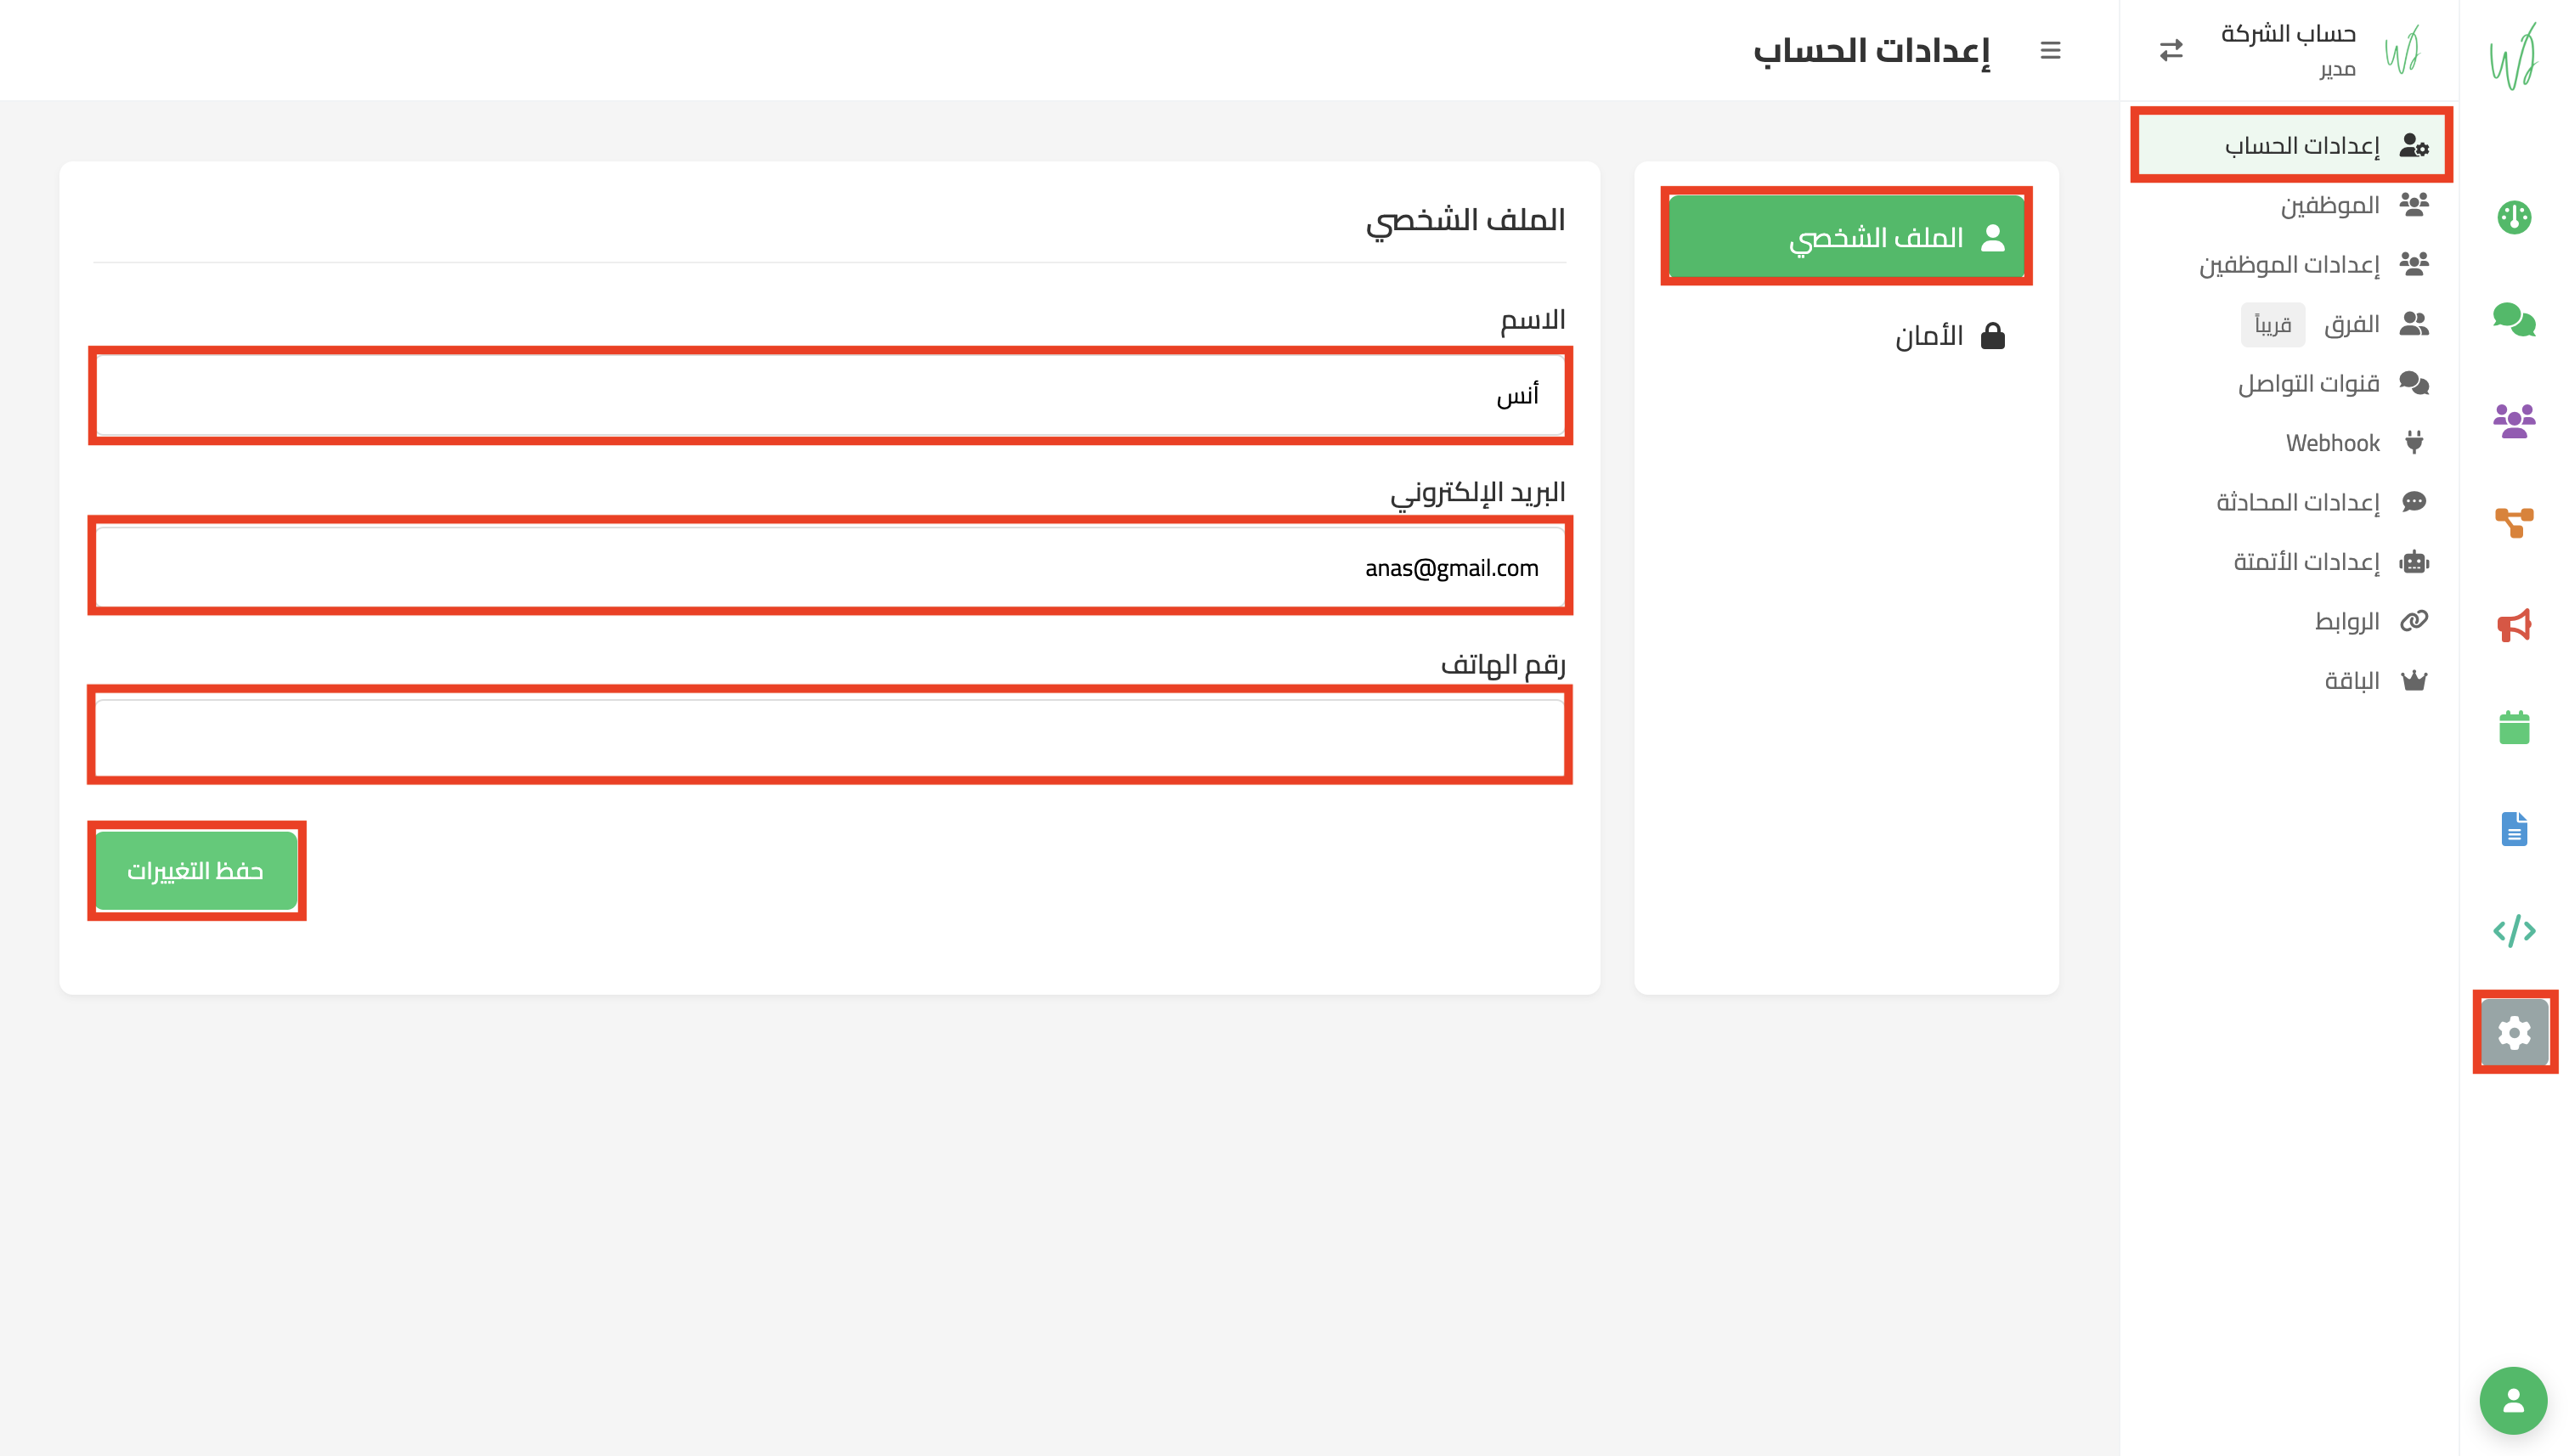 حساب الشركة
مدير
إعدادات الحساب
إعدادات الحساب
الموظفين
إعدادات الموظفين
الفرق قريباً
قنوات التواصل
Webhook
إعدادات المحادثة
إعدادات الأتمتة
الروابط
الباقة
الملف الشخصي
الأمان
الملف الشخصي
الاسم
أنس
البريد الإلكتروني
anas@gmail.com
رقم الهاتف
حفظ التغييرات